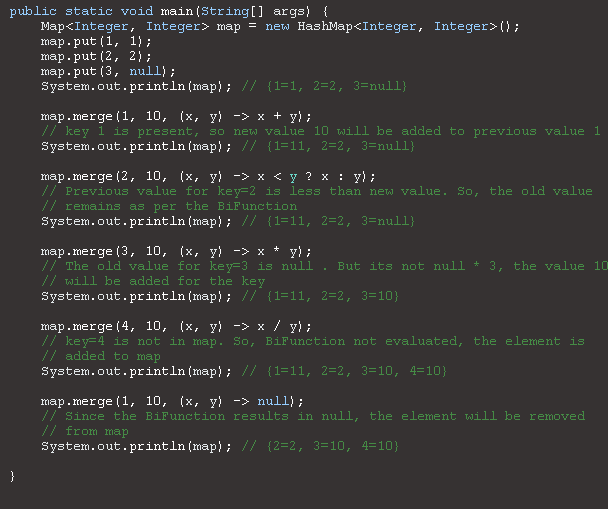 public static void main(String[] args) {
Map<Integer, Integer> map = new HashMap<Integer, Integer>();
map.put(1, 1);
map.put(2, 2);
map.put(3, null);
System.out.println(map); // {1=1, 2=2, 3=null}
map.merge(1, 10, (x, y) -> x + y);
// key 1 is present, so new value 10 will be added to previous value 1
System.out.println(map); // {1=11, 2=2, 3=null}
map.merge(2, 10, (x, y) -> x < y ? x : y);
// Previous value for key=2 is less than new value. So, the old value
// remains as per the BiFunction
System.out.println(map); // {1=11, 2=2, 3=null}
map.merge(3, 10, (x, y) -> x * y);
// The old value for key=3 is null . But its not null * 3, the value 10
// will be added for the key
System.out.println(map); // {1=11, 2=2, 3=10}
map.merge(4, 10, (x, y) -> x / y);
// key=4 is not in map. So, BiFunction not evaluated, the element is
// added to map
System.out.println(map); // {1=11, 2=2, 3=10, 4=10}
map.merge(1, 10, (x, y) -> null);
// Since the BiFunction results in null, the element will be removed
// from map
System.out.println(map); // {2=2, 3=10, 4=10}
}